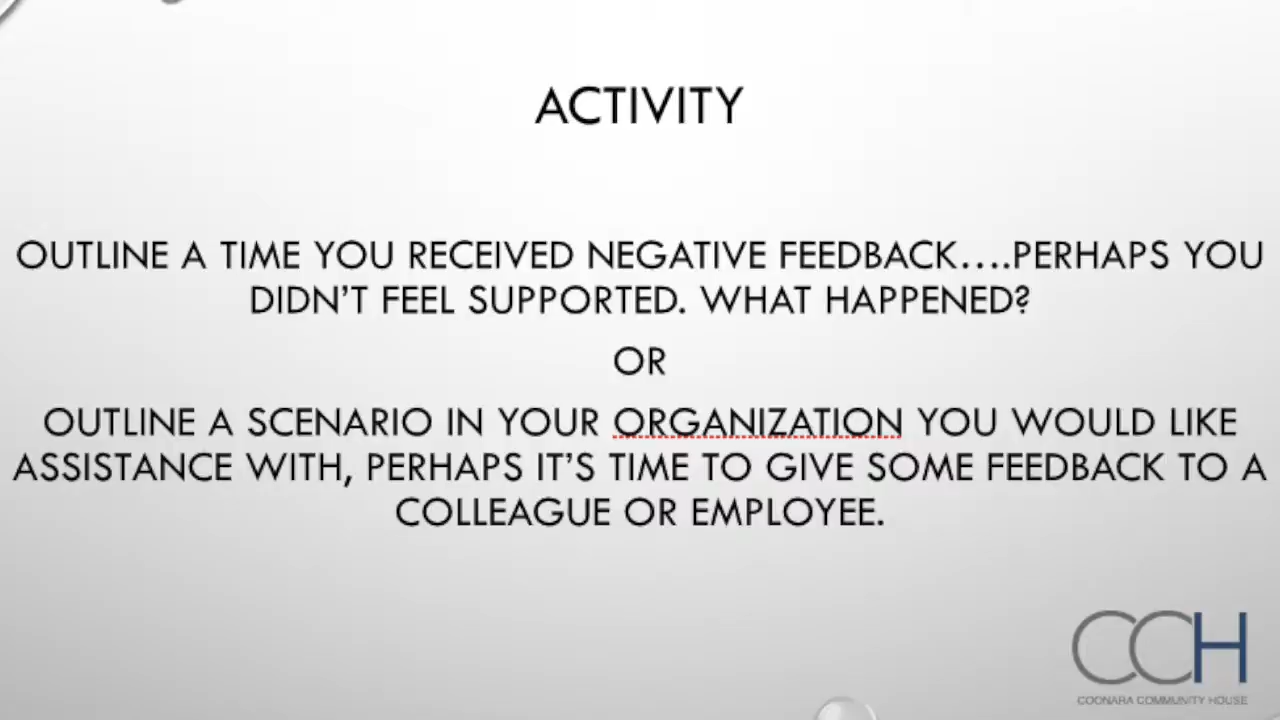 ACTIVITY
OUTLINE A TIME YOU RECEIVED NEGATIVE FEEDBACK....PERHAPS YOU
DIDN'T FEEL SUPPORTED. WHAT HAPPENED?
OR
OUTLINE A SCENARIO IN YOUR ORGANIZATION YOU WOULD LIKE
ASSISTANCE WITH, PERHAPS IT'S TIME TO GIVE SOME FEEDBACK TO A
COLLEAGUE OR EMPLOYEE.
CCH
COONARA COMMUNITY HOUSE